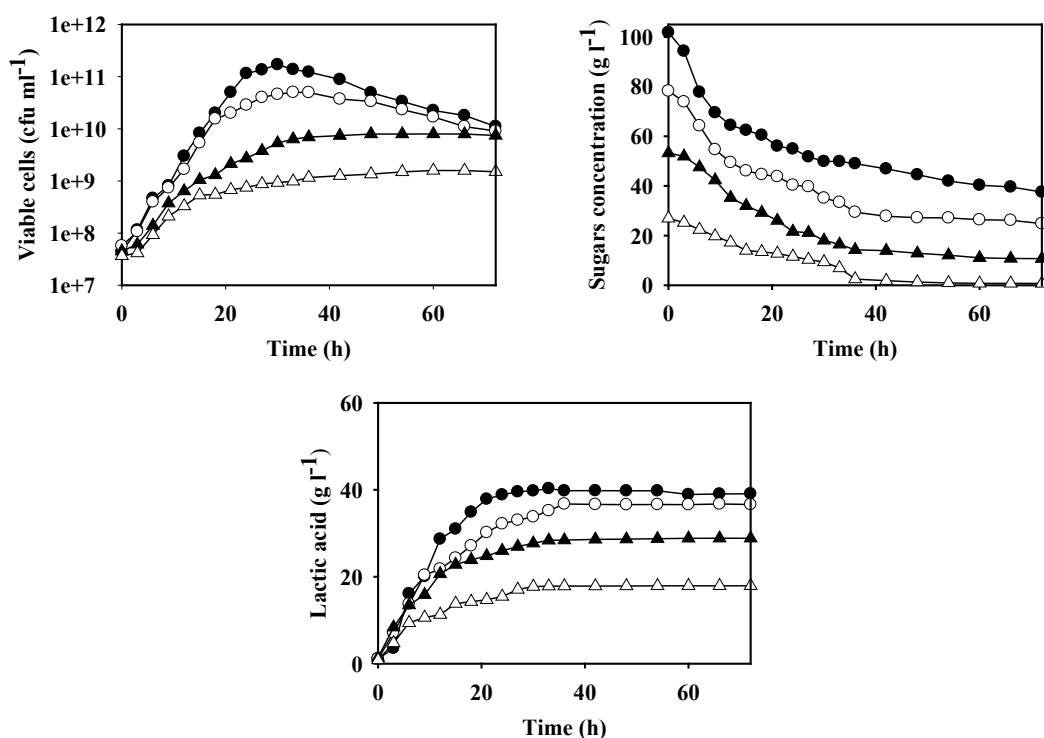 Viable cells (cfu ml⁻¹)
1e+12
1e+11
1e+10
1e+9
1e+8
1e+7
0
20
40
60
Time (h)
Sugars concentration (g l⁻¹)
100
80
60
40
20
0
0
20
40
60
Time (h)
Lactic acid (g l⁻¹)
60
40
20
0
0
20
40
60
Time (h)